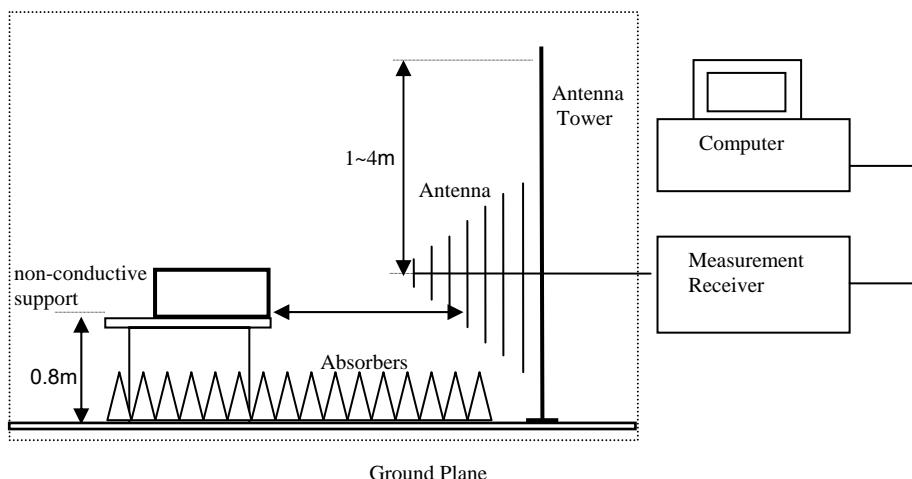 Antenna
Tower
Computer
1~4m
Antenna
Measurement
Receiver
non-conductive
support
Absorbers
0.8m
Ground Plane